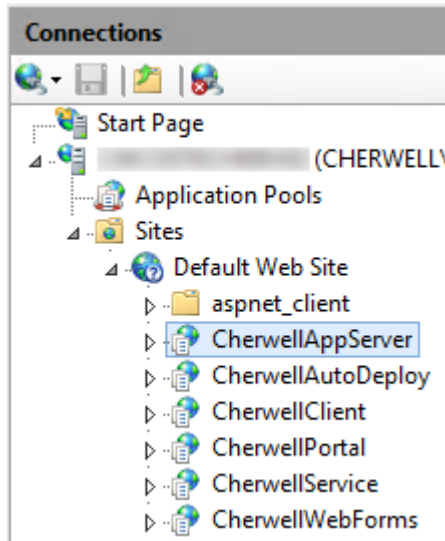 Connections
Start Page
(CHERWELL\
Application Pools
Sites
Default Web Site
aspnet_client
CherwellAppServer
CherwellAutoDeploy
CherwellClient
CherwellPortal
CherwellService
CherwellWebForms